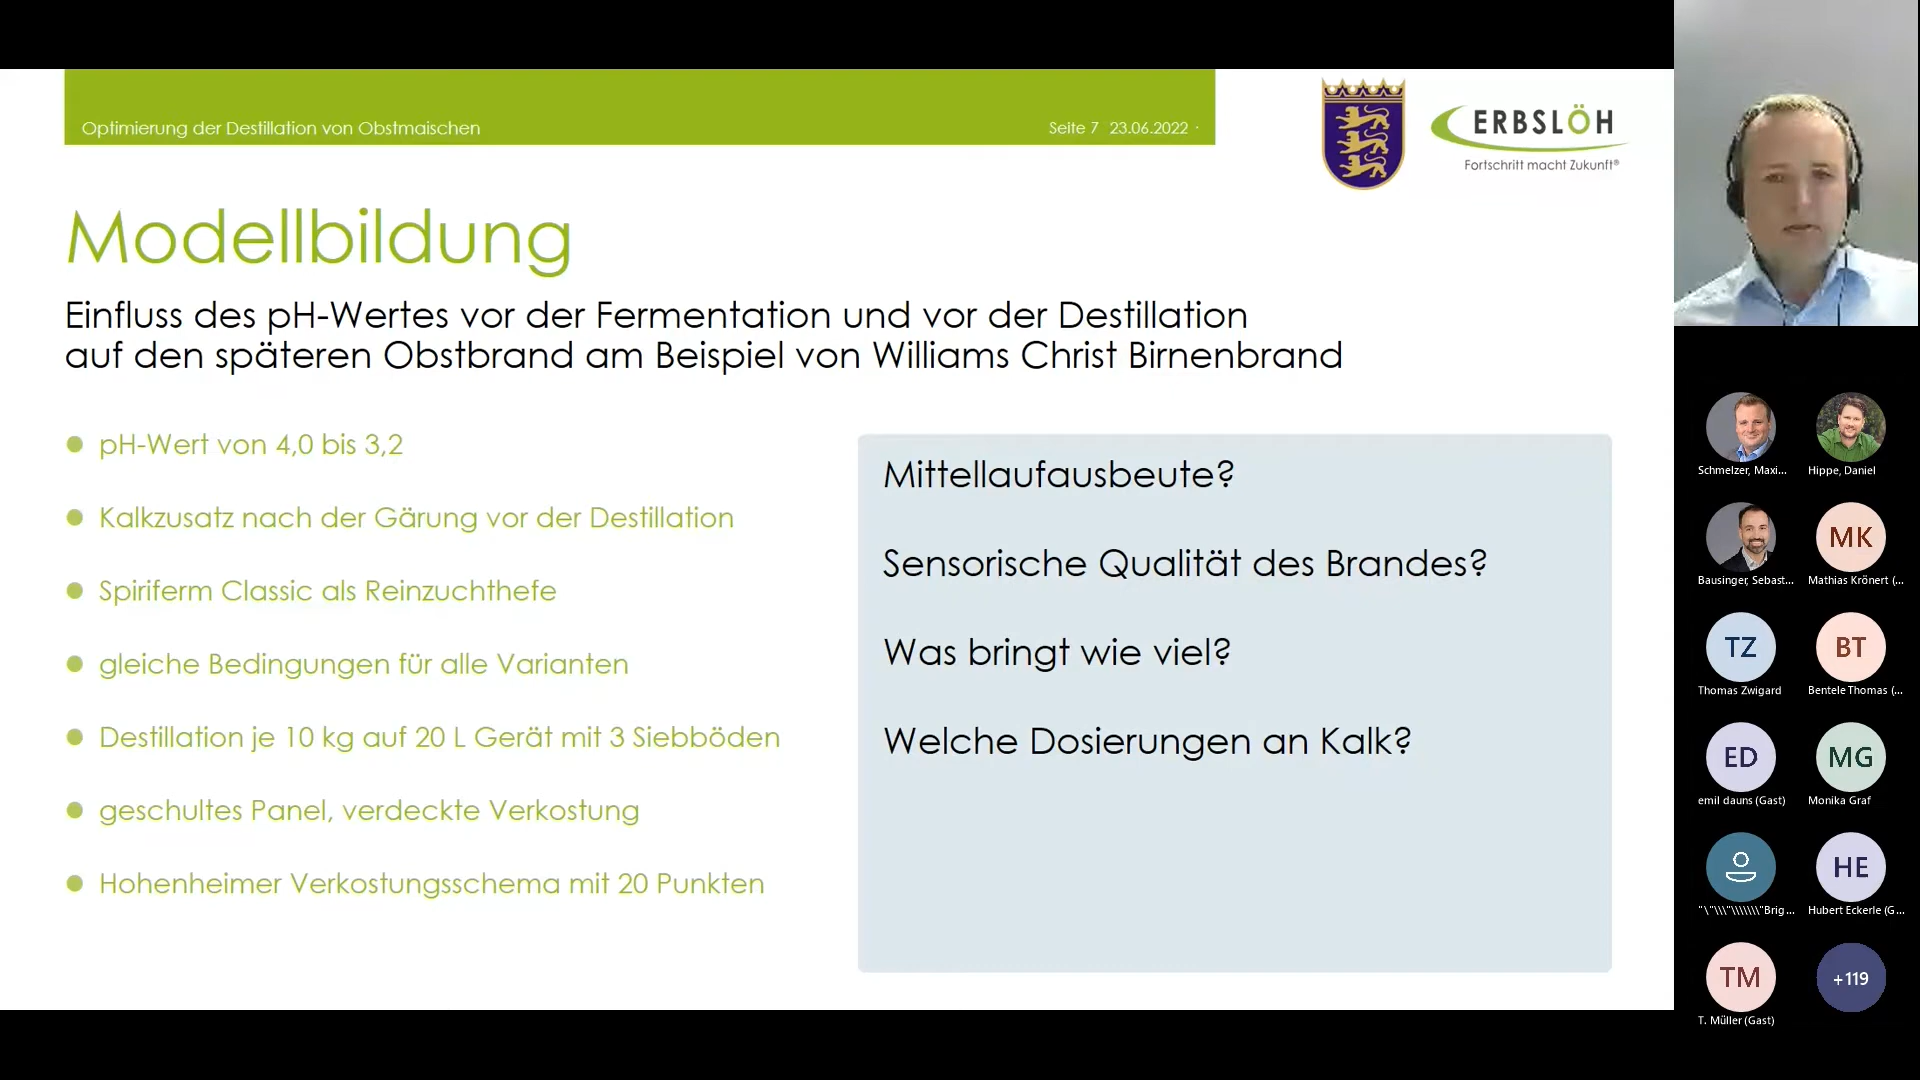 Optimierung der Destillation von Obstmaischen
Seite 7 23.06.2022 ·
ERBSLÖH
Fortschritt macht Zukunft®
Modellbildung
Einfluss des pH-Wertes vor der Fermentation und vor der Destillation
auf den späteren Obstbrand am Beispiel von Williams Christ Birnenbrand
pH-Wert von 4,0 bis 3,2
Kalkzusatz nach der Gärung vor der Destillation
Spiriferm Classic als Reinzuchthefe
gleiche Bedingungen für alle Varianten
Destillation je 10 kg auf 20 L Gerät mit 3 Siebböden
geschultes Panel, verdeckte Verkostung
Hohenheimer Verkostungsschema mit 20 Punkten
Mittellaufausbeute?
Sensorische Qualität des Brandes?
Was bringt wie viel?
Welche Dosierungen an Kalk?
Schmelzer, Maxi...
Hippe, Daniel
Bausinger, Sebast...
MK
Mathias Krönert (...
TZ
Thomas Zwigard
BT
Bentele Thomas (...
ED
emil dauns (Gast)
MG
Monika Graf
"\"\\\"\\\\\\\"Brig...
HE
Hubert Eckerle (G...
TM
T. Müller (Gast)
+119